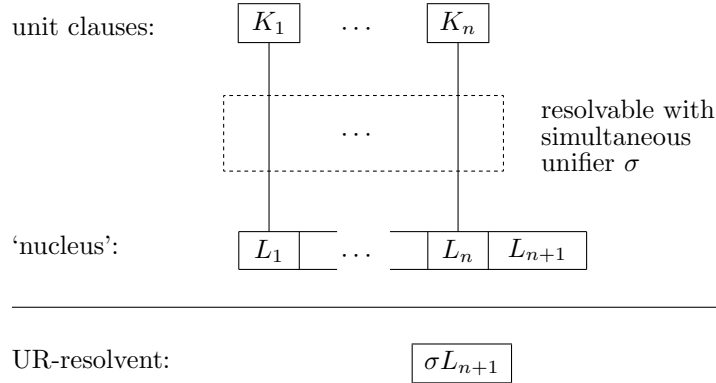 unit clauses: K₁ ... Kₙ
... resolvable with
simultaneous
unifier σ
‘nucleus’: L₁ ... Lₙ Lₙ₊₁
UR-resolvent: σLₙ₊₁